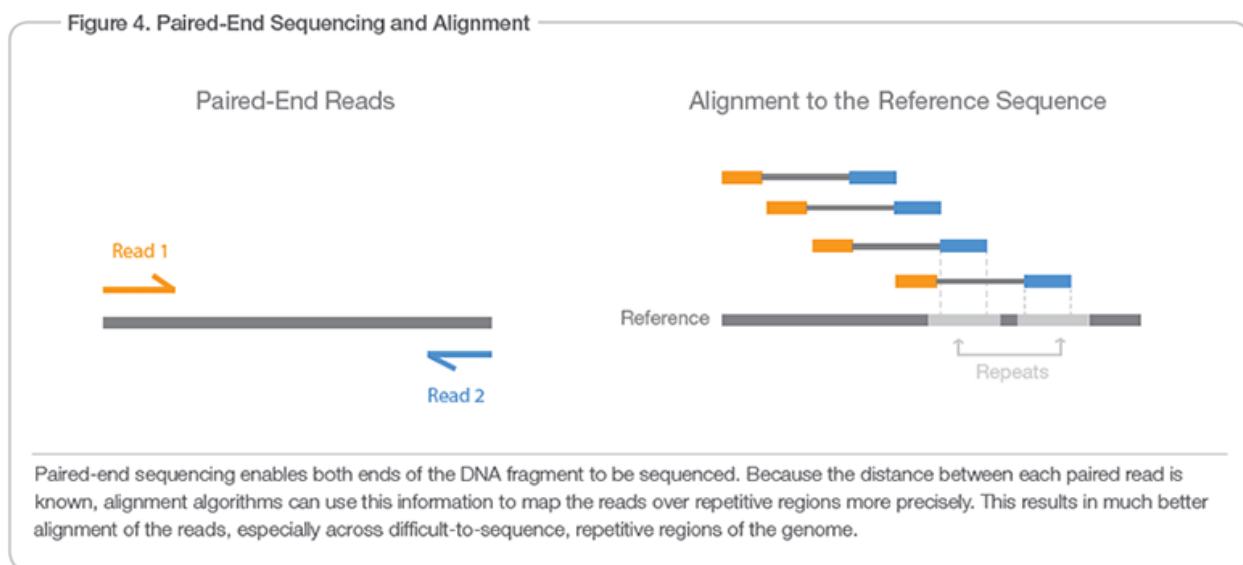 Figure 4. Paired-End Sequencing and Alignment
Paired-End Reads
Read 1
Read 2
Alignment to the Reference Sequence
Reference
Repeats
Paired-end sequencing enables both ends of the DNA fragment to be sequenced. Because the distance between each paired read is
known, alignment algorithms can use this information to map the reads over repetitive regions more precisely. This results in much better
alignment of the reads, especially across difficult-to-sequence, repetitive regions of the genome.